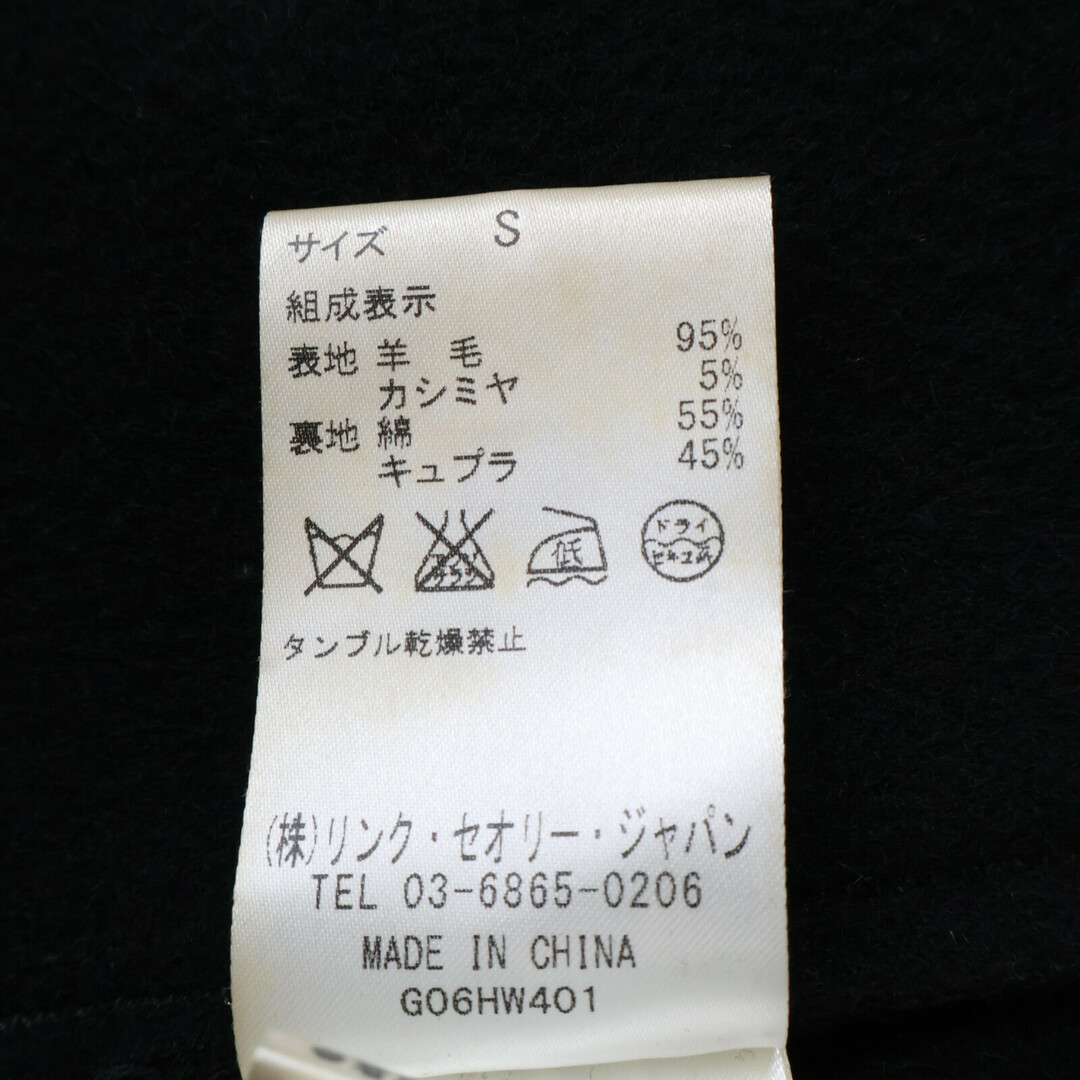 サイズ S
組成表示
表地 羊 毛 95%
カシミヤ 5%
裏地 綿 55%
キュプラ 45%
低 ドライ
タンブル乾燥禁止
(株)リンク・セオリー・ジャパン
TEL 03-6865-0206
MADE IN CHINA
G06HW401